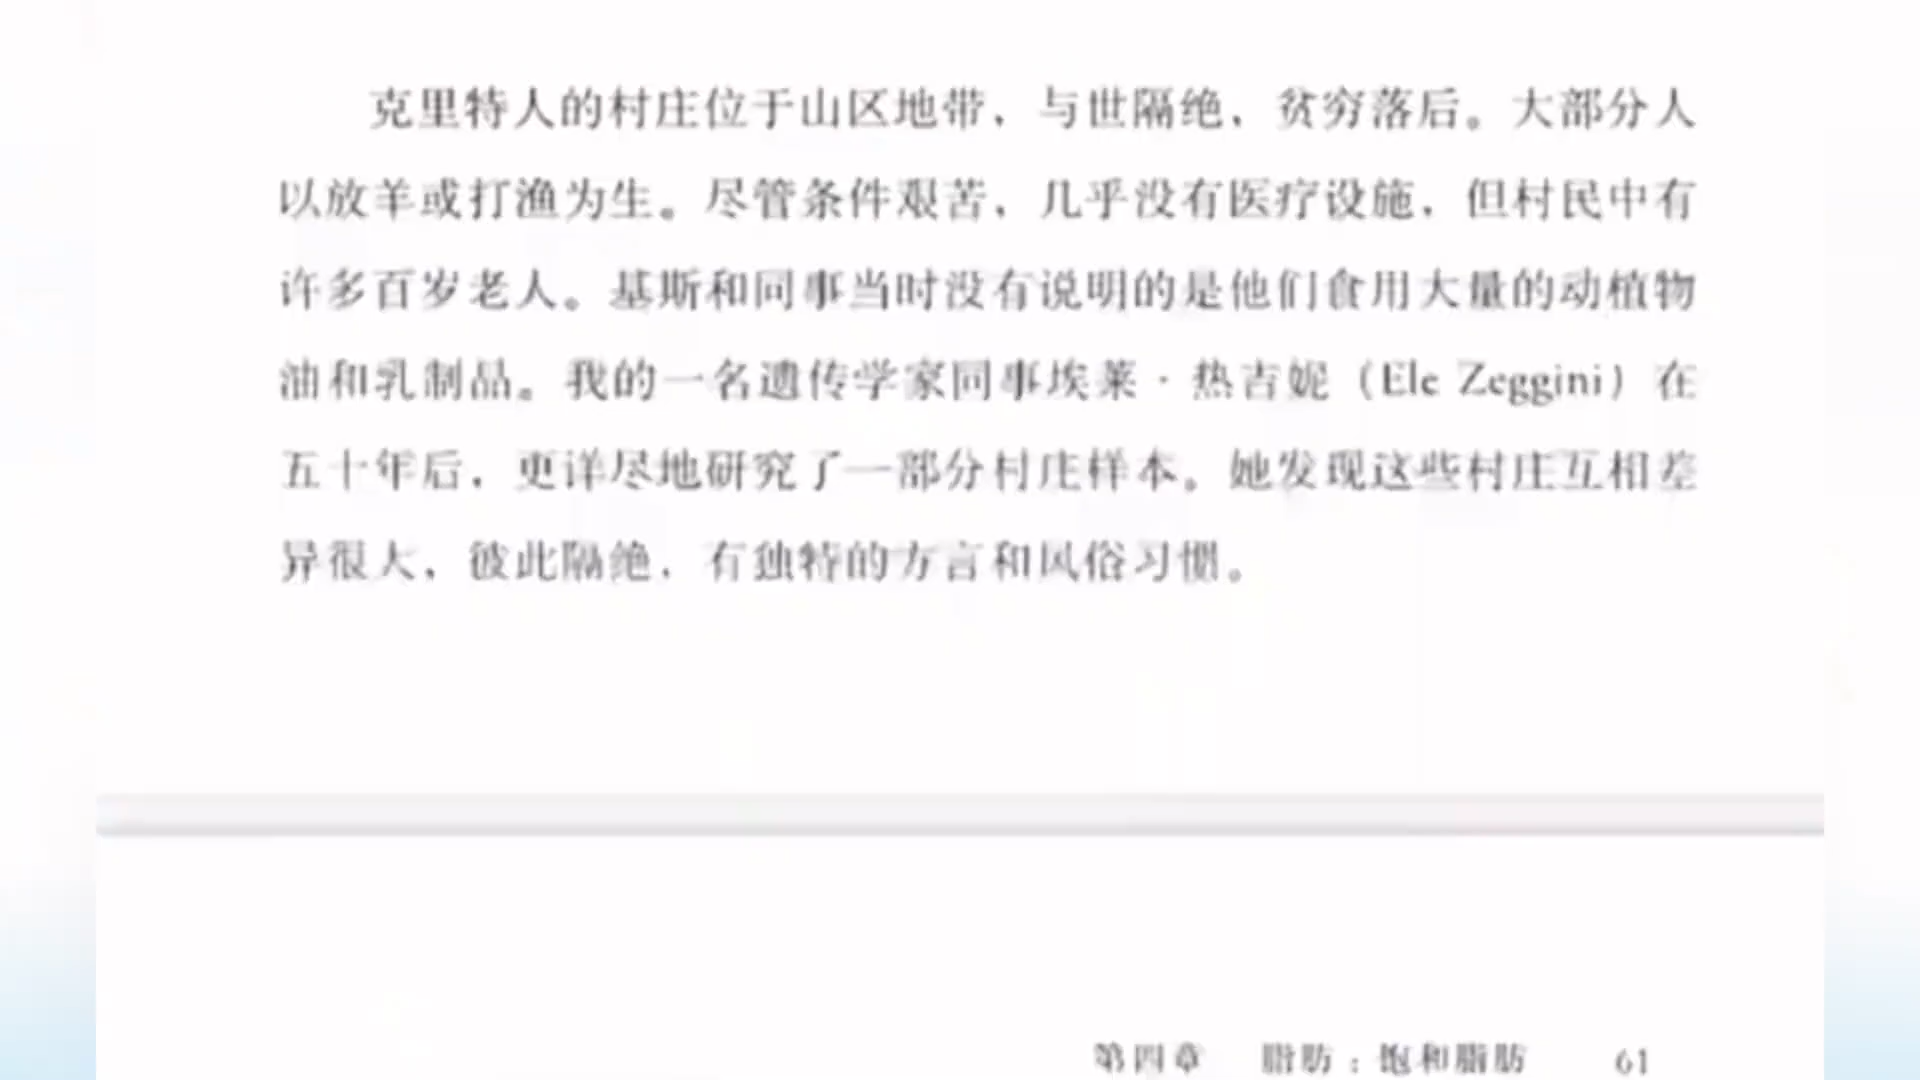 克里特人的村庄位于山区地带，与世隔绝，贫穷落后。大部分人
以放羊或打渔为生。尽管条件艰苦，几乎没有医疗设施，但村民中有
许多百岁老人。基斯和同事当时没有说明的是他们食用大量的动植物
油和乳制品。我的一名遗传学家同事埃莱·热吉妮（Ele Zeggini）在
五十年后，更详尽地研究了一部分村庄样本。她发现这些村庄互相差
异很大，彼此隔绝，有独特的方言和风俗习惯。
第四章 脂肪：饱和脂肪 61